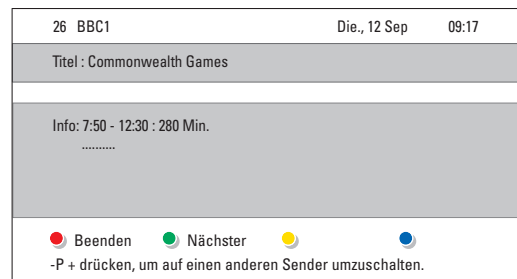 26 BBC1 Die., 12 Sep 09:17
Titel : Commonwealth Games
Info: 7:50 - 12:30 : 280 Min.
..........
Beenden Nächster
-P + drücken, um auf einen anderen Sender umzuschalten.